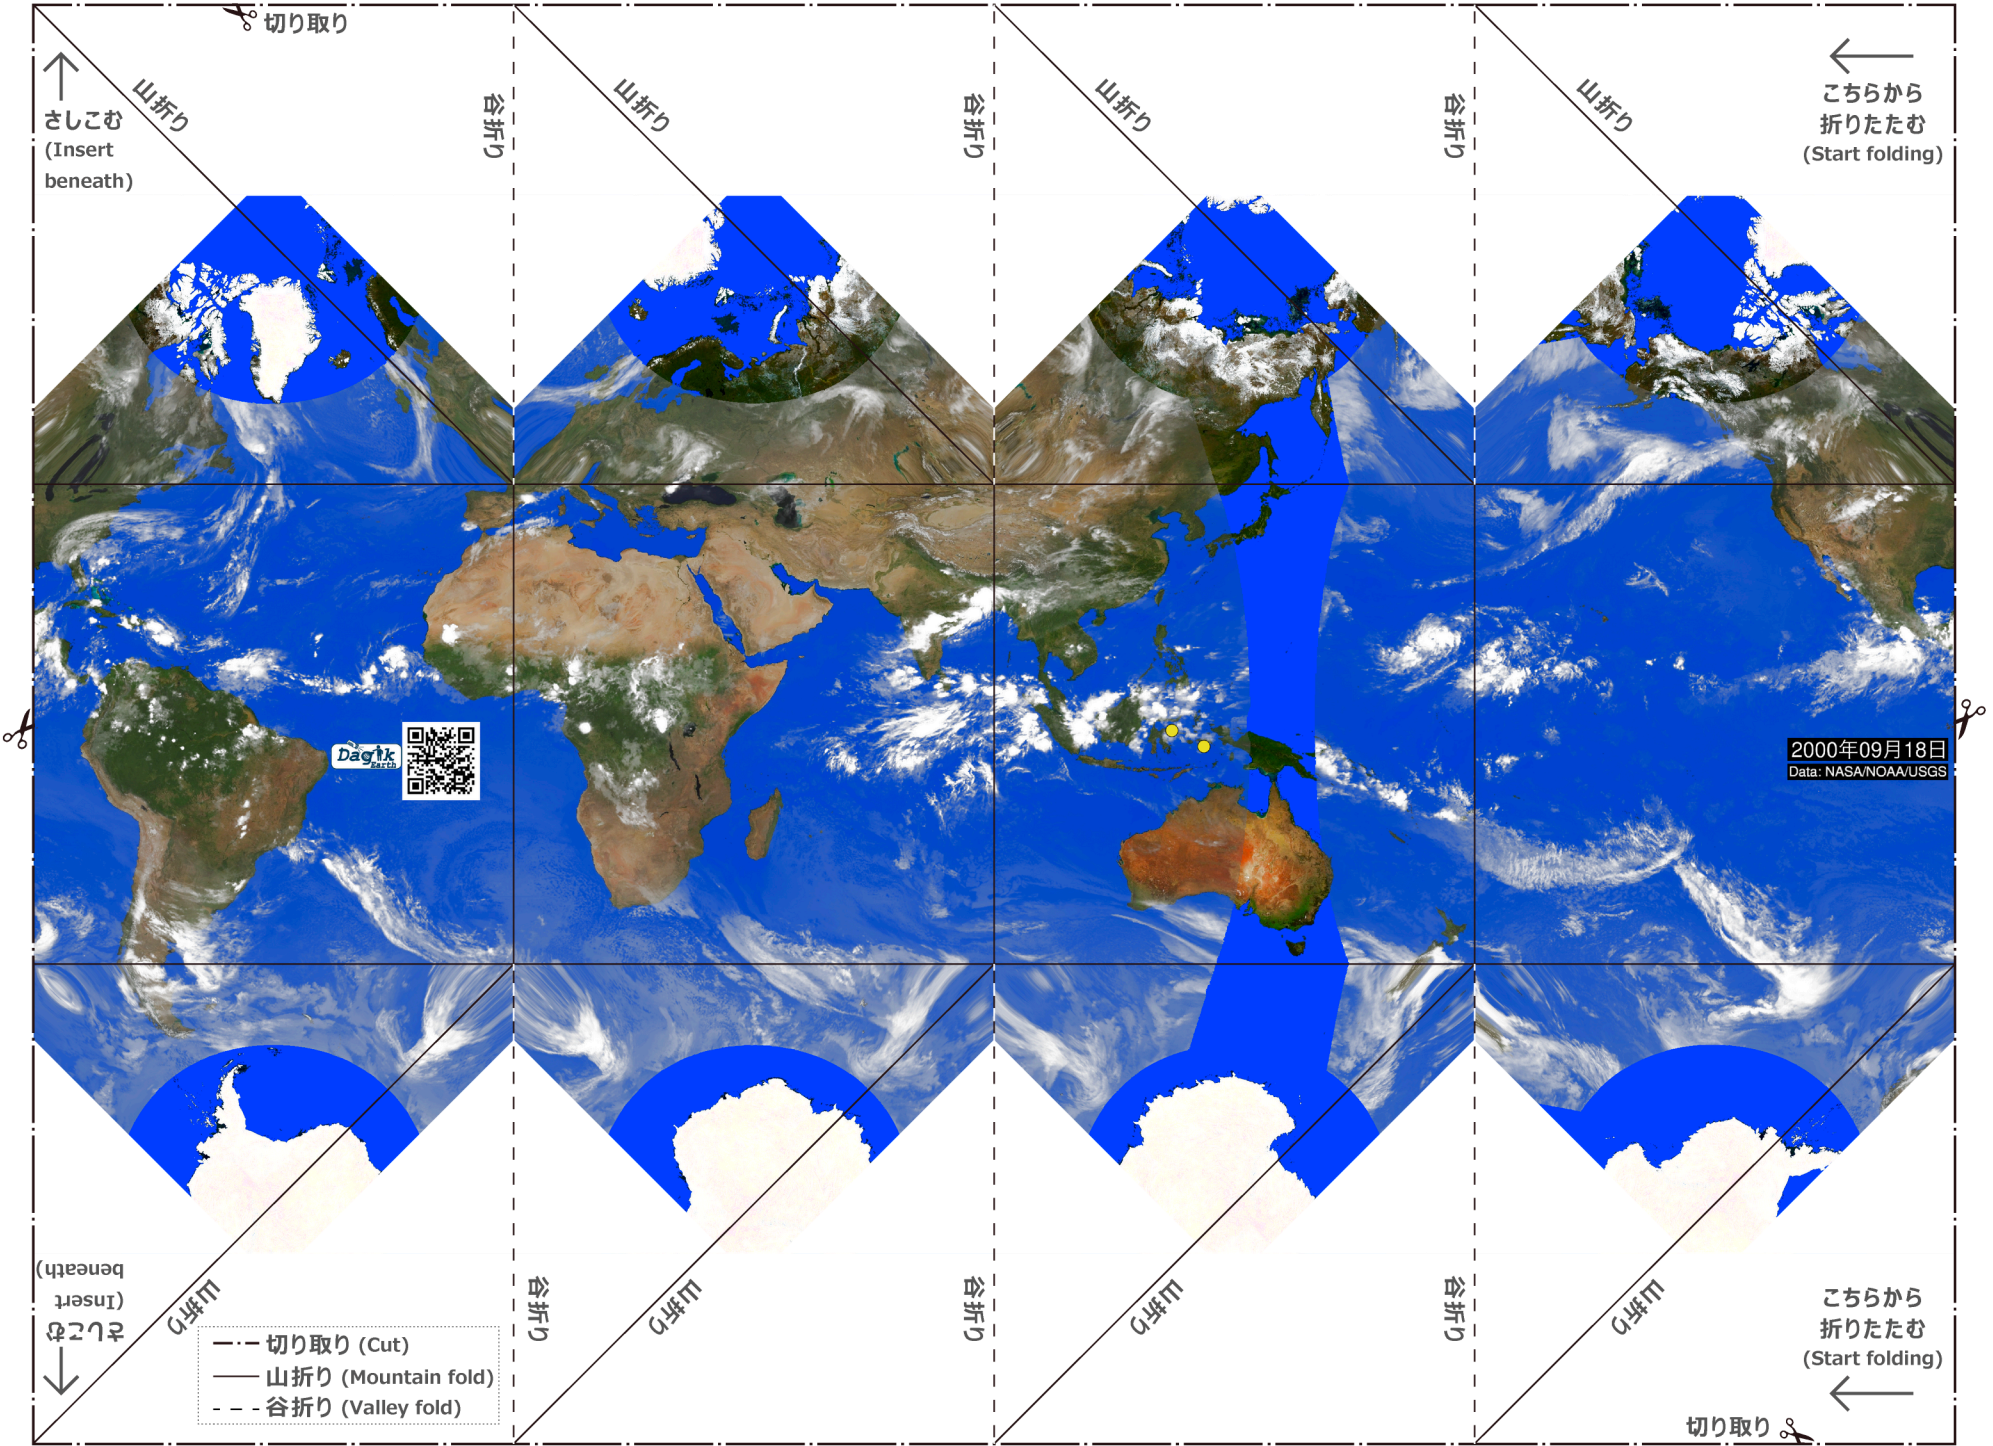 切り取り
さしこむ
(Insert
beneath)
山折り
谷折り
山折り
谷折り
山折り
谷折り
山折り
こちらから
折りたたむ
(Start folding)
Dagik
Earth
2000年09月18日
Data: NASA/NOAA/USGS
さしこむ
(Insert
beneath)
山折り
谷折り
山折り
谷折り
山折り
谷折り
山折り
こちらから
折りたたむ
(Start folding)
切り取り (Cut)
山折り (Mountain fold)
谷折り (Valley fold)
切り取り